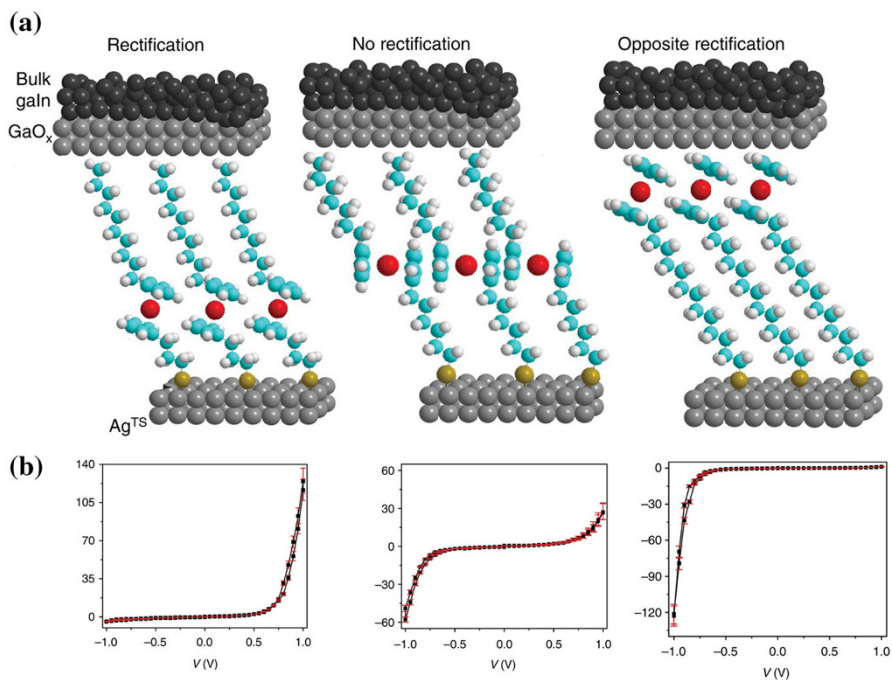 (a)
Rectification
No rectification
Opposite rectification
Bulk
gaIn
GaOx
AgTS
(b)
140
105
70
35
0
−1.0 −0.5 0.0 0.5 1.0
V (V)
60
30
0
−30
−60
−1.0 −0.5 0.0 0.5 1.0
V (V)
0
−30
−60
−90
−120
−1.0 −0.5 0.0 0.5 1.0
V (V)